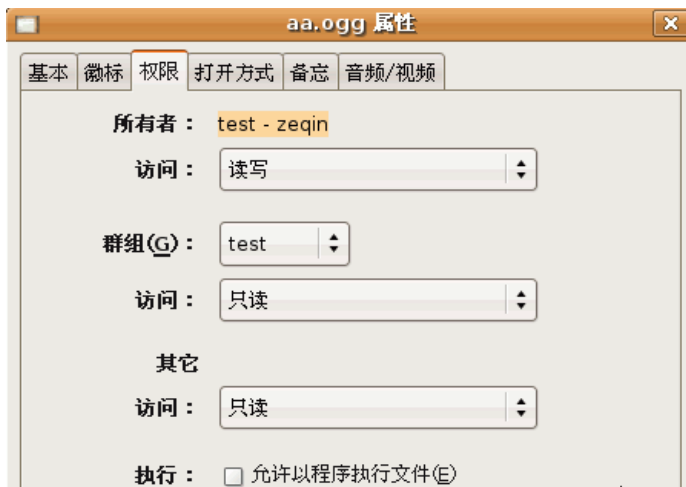 aa.ogg 属性
基本 徽标 权限 打开方式 备忘 音频/视频
所有者： test - zeqin
访问： 读写
群组(G)： test
访问： 只读
其它
访问： 只读
执行： 允许以程序执行文件(E)